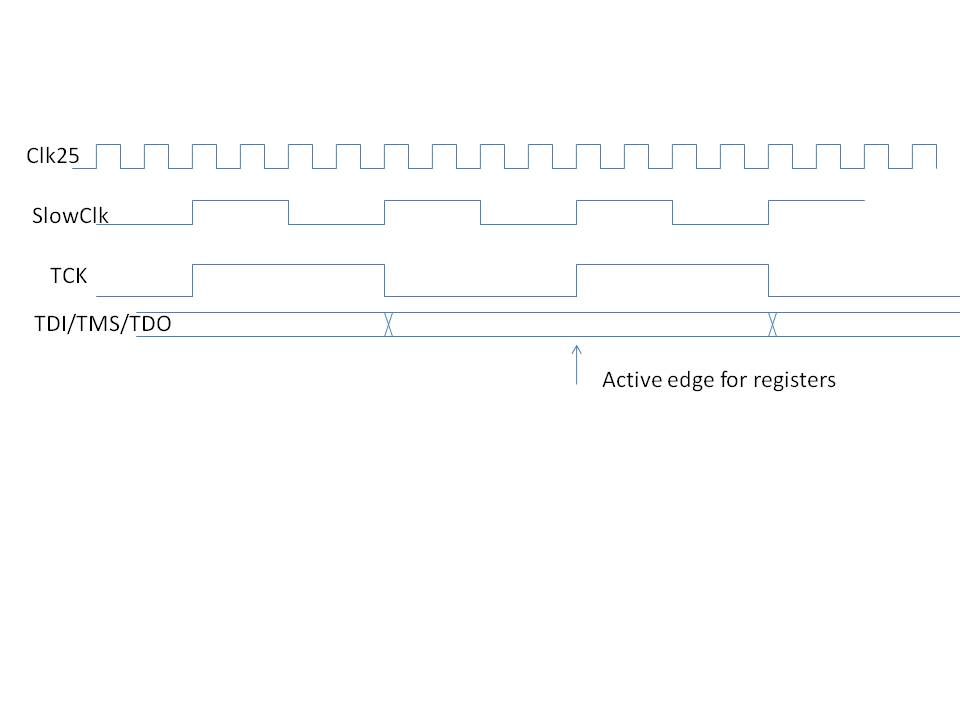 Clk25
SlowClk
TCK
TDI/TMS/TDO
Active edge for registers